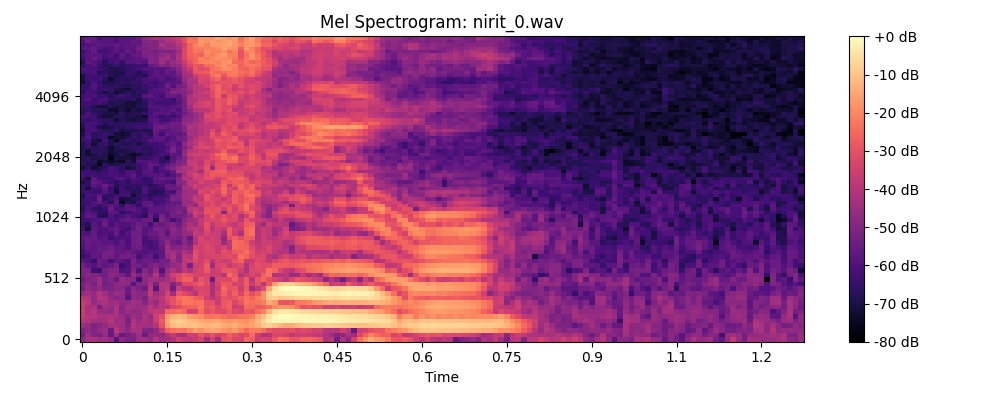 Mel Spectrogram: nirit_0.wav
+0 dB
-10 dB
-20 dB
-30 dB
-40 dB
-50 dB
-60 dB
-70 dB
-80 dB
Hz
4096
2048
1024
512
0
0 0.15 0.3 0.45 0.6 0.75 0.9 1.1 1.2
Time